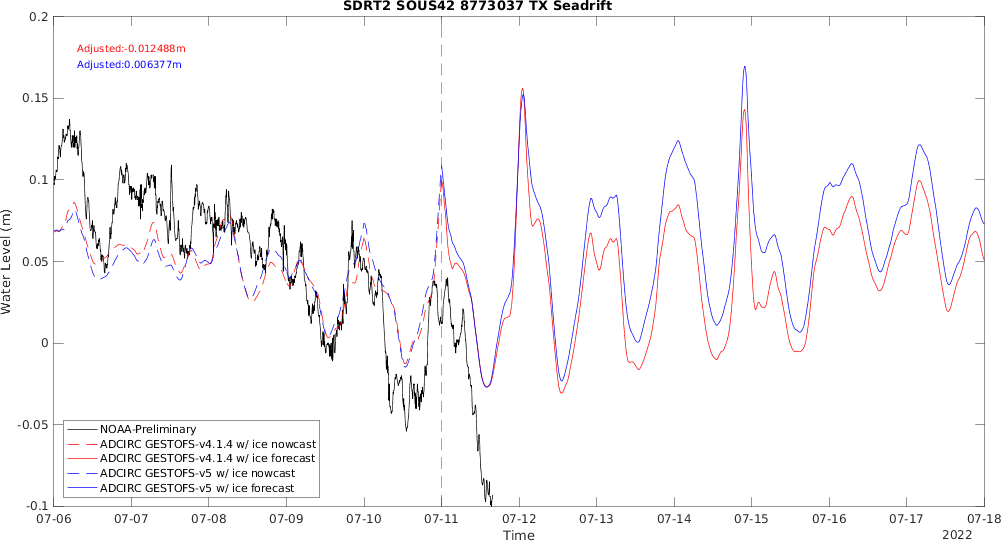 SDRT2 SOUS42 8773037 TX Seadrift
Adjusted:-0.012488m
Adjusted:0.006377m
Water Level (m)
0.2
0.15
0.1
0.05
0
-0.05
-0.1
NOAA-Preliminary
ADCIRC GESTOFS-v4.1.4 w/ ice nowcast
ADCIRC GESTOFS-v4.1.4 w/ ice forecast
ADCIRC GESTOFS-v5 w/ ice nowcast
ADCIRC GESTOFS-v5 w/ ice forecast
07-06 07-07 07-08 07-09 07-10 07-11 07-12 07-13 07-14 07-15 07-16 07-17 07-18
Time
2022